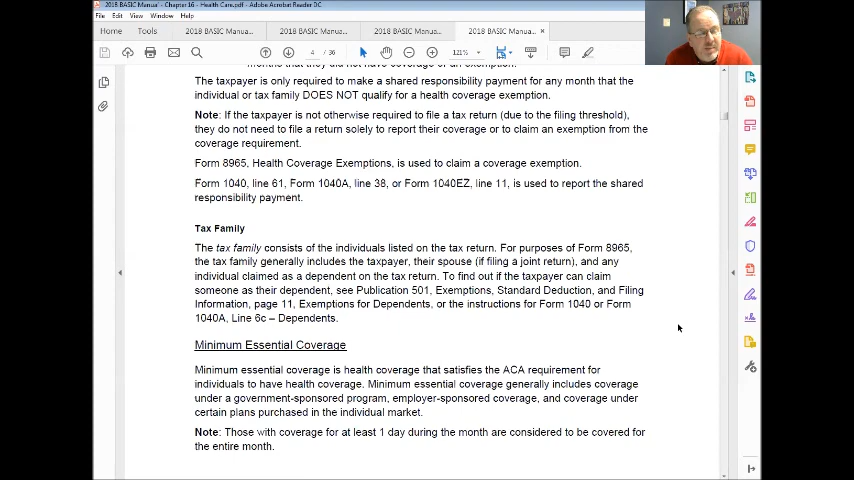 2018 BASIC Manual - Chapter 16 - Health Care.pdf - Adobe Acrobat Reader DC
File Edit View Window Help
Home Tools 2018 BASIC Manua... 2018 BASIC Manua... 2018 BASIC Manua... 2018 BASIC Manua... ×
4 / 36 121%
months that they did not have coverage or an exemption.
The taxpayer is only required to make a shared responsibility payment for any month that the
individual or tax family DOES NOT qualify for a health coverage exemption.
Note: If the taxpayer is not otherwise required to file a tax return (due to the filing threshold),
they do not need to file a return solely to report their coverage or to claim an exemption from the
coverage requirement.
Form 8965, Health Coverage Exemptions, is used to claim a coverage exemption.
Form 1040, line 61, Form 1040A, line 38, or Form 1040EZ, line 11, is used to report the shared
responsibility payment.
Tax Family
The tax family consists of the individuals listed on the tax return. For purposes of Form 8965,
the tax family generally includes the taxpayer, their spouse (if filing a joint return), and any
individual claimed as a dependent on the tax return. To find out if the taxpayer can claim
someone as their dependent, see Publication 501, Exemptions, Standard Deduction, and Filing
Information, page 11, Exemptions for Dependents, or the instructions for Form 1040 or Form
1040A, Line 6c – Dependents.
Minimum Essential Coverage
Minimum essential coverage is health coverage that satisfies the ACA requirement for
individuals to have health coverage. Minimum essential coverage generally includes coverage
under a government-sponsored program, employer-sponsored coverage, and coverage under
certain plans purchased in the individual market.
Note: Those with coverage for at least 1 day during the month are considered to be covered for
the entire month.